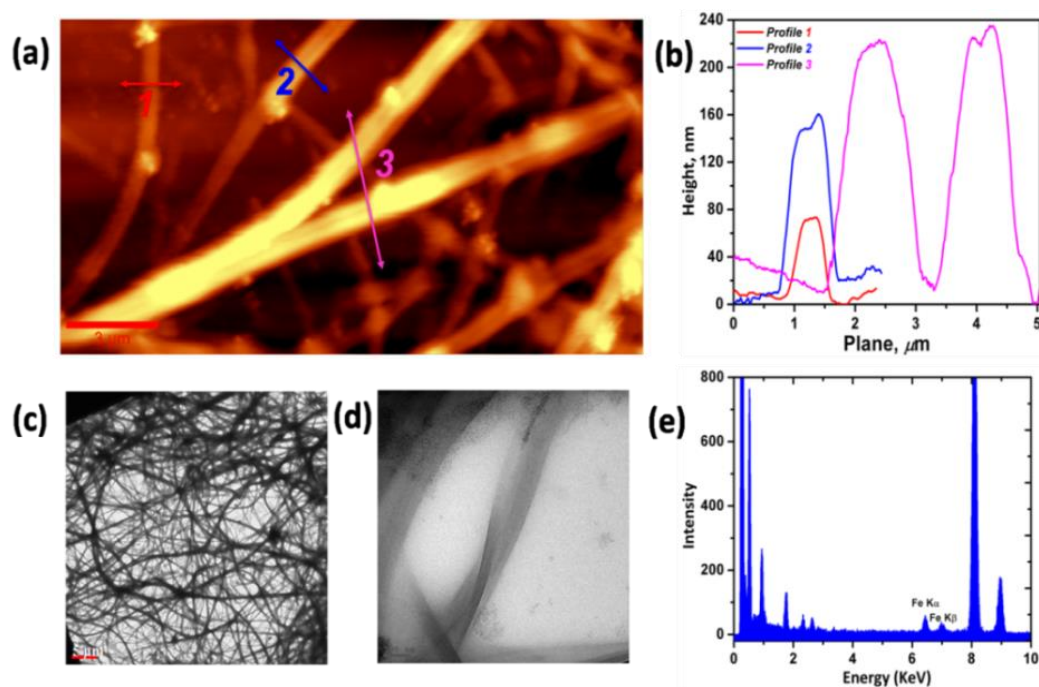 (a)
1
2
3
3 µm
(b)
240
200
160
120
80
40
0
Height, nm
Profile 1
Profile 2
Profile 3
0 1 2 3 4 5
Plane, µm
(c)
(d)
(e)
800
600
400
200
0
Intensity
Fe Kα
Fe Kβ
0 2 4 6 8 10
Energy (KeV)